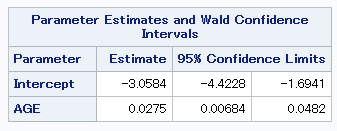 Parameter Estimates and Wald Confidence
Intervals
Parameter Estimate 95% Confidence Limits
Intercept -3.0584 -4.4228 -1.6941
AGE 0.0275 0.00684 0.0482